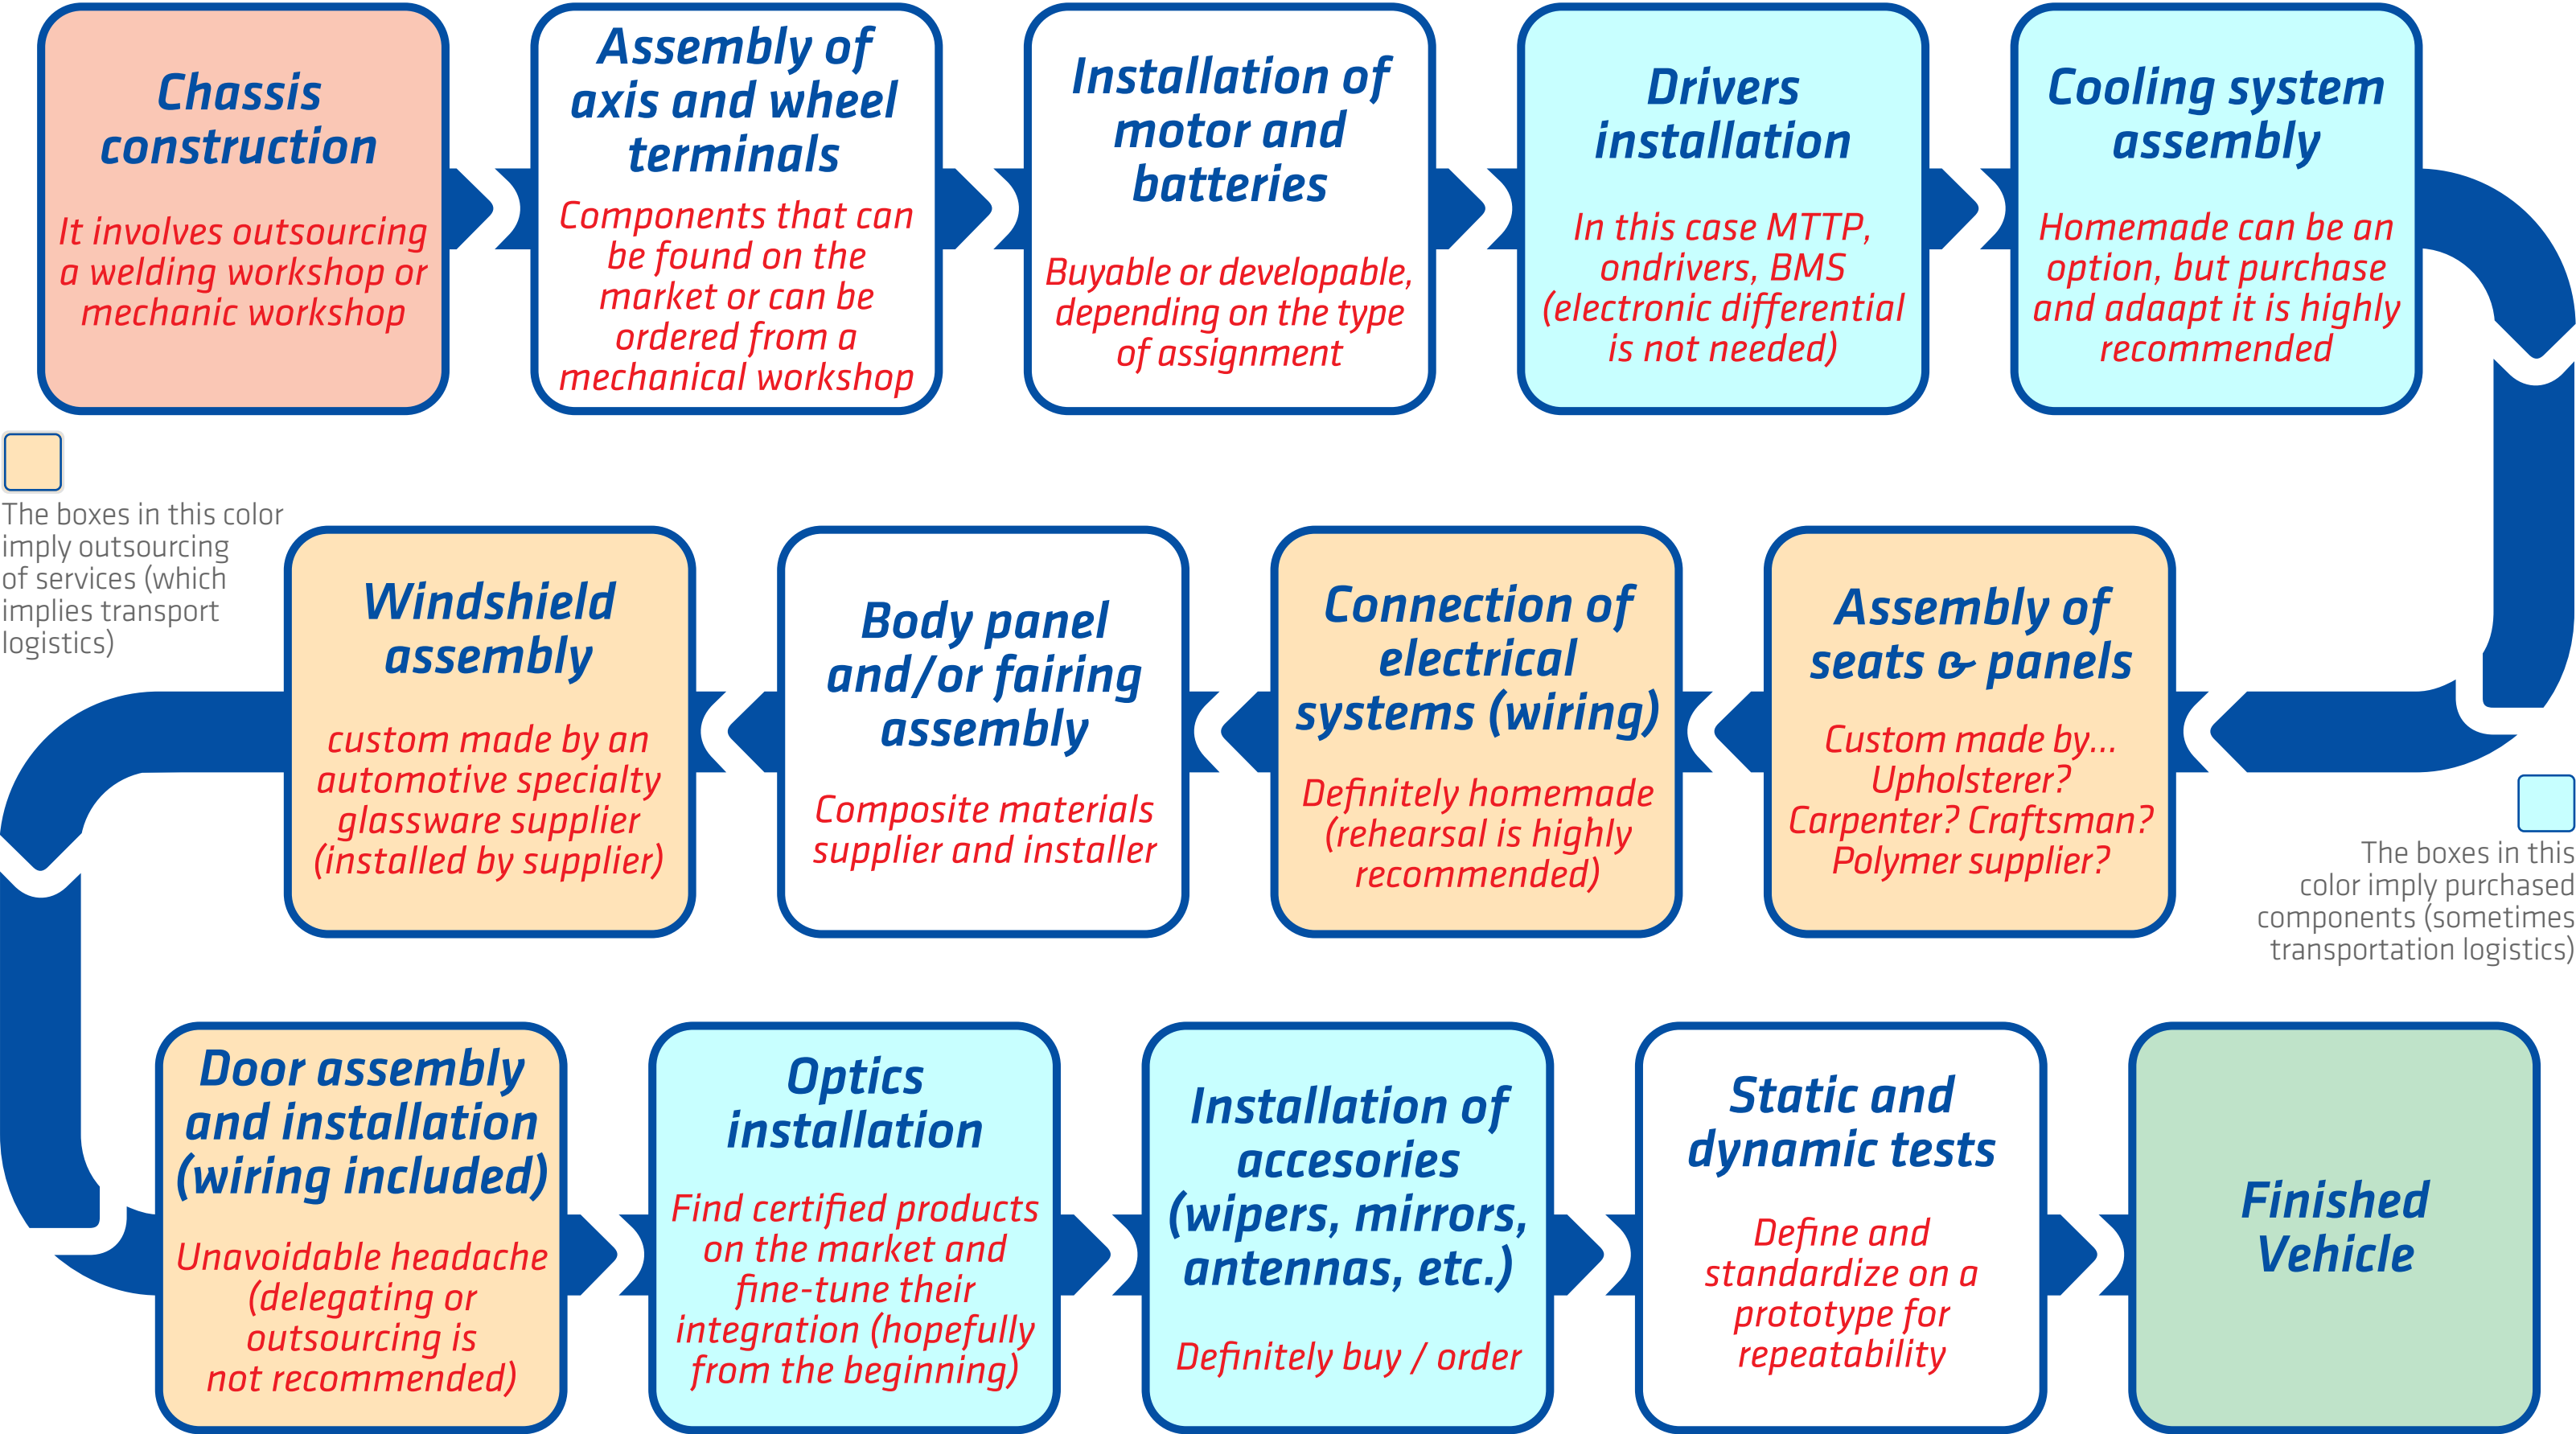 Chassis
construction
It involves outsourcing
a welding workshop or
mechanic workshop
Assembly of
axis and wheel
terminals
Components that can
be found on the
market or can be
ordered from a
mechanical workshop
Installation of
motor and
batteries
Buyable or developable,
depending on the type
of assignment
Drivers
installation
In this case MTTP,
ondrivers, BMS
(electronic differential
is not needed)
Cooling system
assembly
Homemade can be an
option, but purchase
and adaapt it is highly
recommended
The boxes in this color
imply outsourcing
of services (which
implies transport
logistics)
Assembly of
seats & panels
Custom made by...
Upholsterer?
Carpenter? Craftsman?
Polymer supplier?
Connection of
electrical
systems (wiring)
Definitely homemade
(rehearsal is highly
recommended)
Body panel
and/or fairing
assembly
Composite materials
supplier and installer
Windshield
assembly
custom made by an
automotive specialty
glassware supplier
(installed by supplier)
The boxes in this
color imply purchased
components (sometimes
transportation logistics)
Door assembly
and installation
(wiring included)
Unavoidable headache
(delegating or
outsourcing is
not recommended)
Optics
installation
Find certified products
on the market and
fine-tune their
integration (hopefully
from the beginning)
Installation of
accesories
(wipers, mirrors,
antennas, etc.)
Definitely buy / order
Static and
dynamic tests
Define and
standardize on a
prototype for
repeatability
Finished
Vehicle